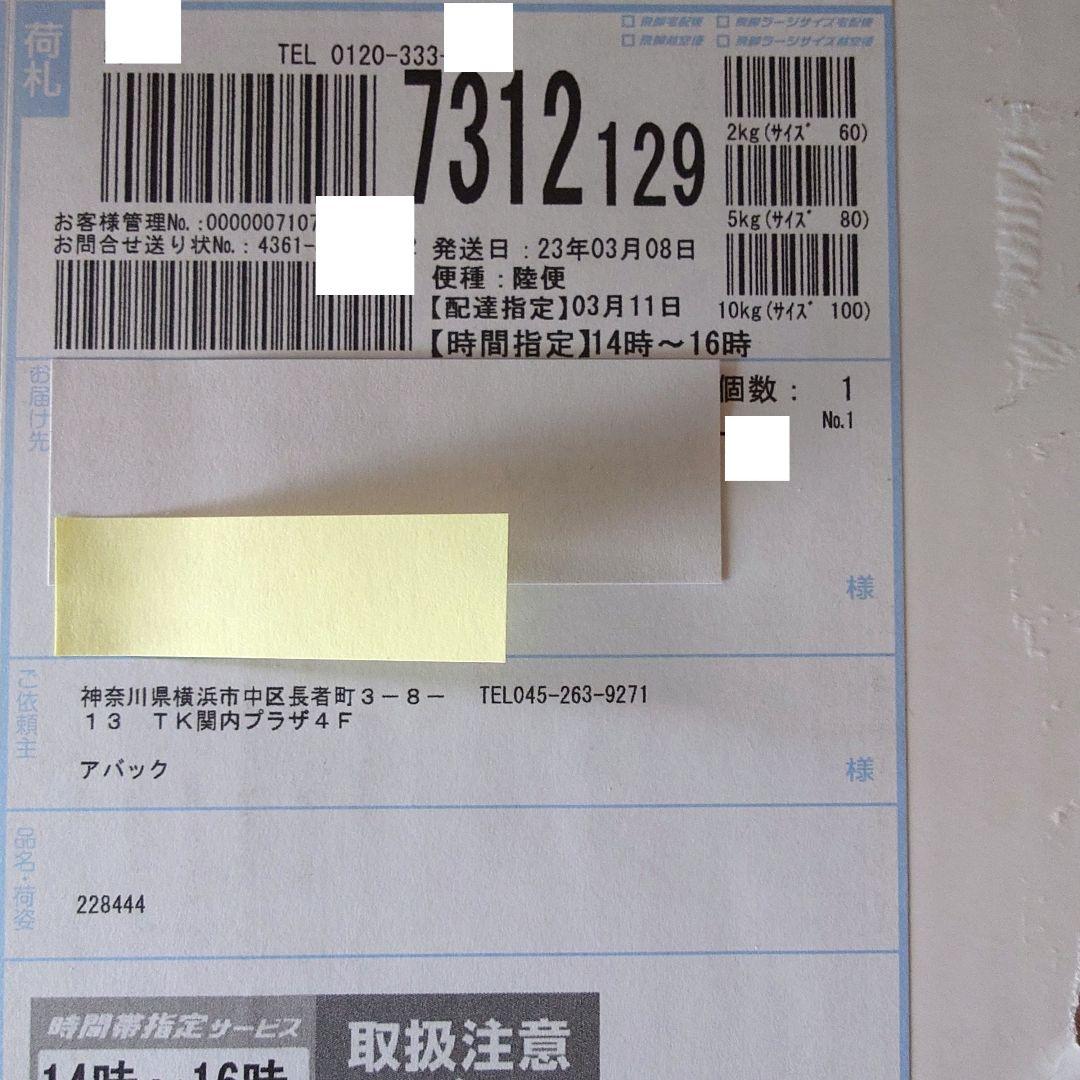 荷札
飛脚宅配便 飛脚ラージサイズ宅配便
飛脚航空便 飛脚ラージサイズ航空便
TEL 0120-333-
7312 129
2kg(ｻｲｽﾞ 60)
5kg(ｻｲｽﾞ 80)
10kg(ｻｲｽﾞ 100)
お客様管理No.:0000007107
お問合せ送り状No.: 4361-
発送日：23年03月08日
便種：陸便
【配達指定】03月11日
【時間指定】14時～16時
お届け先
個数： 1
No.1
様
ご依頼主
神奈川県横浜市中区長者町３－８－ TEL045-263-9271
１３ ＴＫ関内プラザ４Ｆ
アバック
様
品名・荷姿
228444
時間帯指定サービス
取扱注意
14時～16時